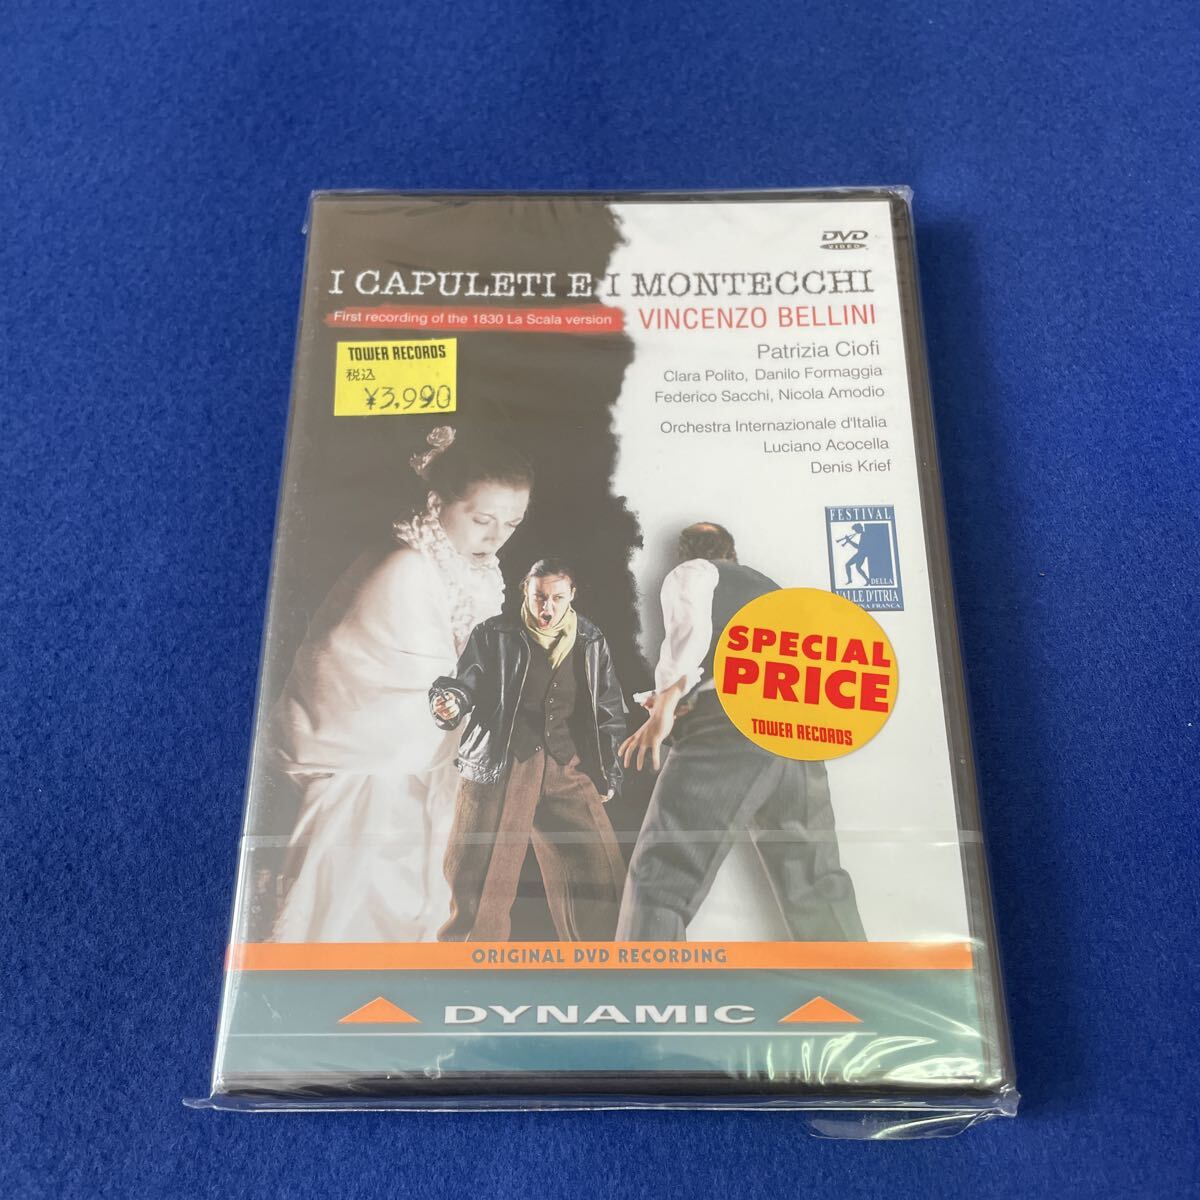 DVD
VIDEO
I CAPULETI E I MONTECCHI
First recording of the 1830 La Scala version
VINCENZO BELLINI
TOWER RECORDS
税込
¥3,990
Patrizia Ciofi
Clara Polito, Danilo Formaggia
Federico Sacchi, Nicola Amodio
Orchestra Internazionale d'Italia
Luciano Acocella
Denis Krief
FESTIVAL
DELLA
VALLE D'ITRIA
FRANCA
SPECIAL
PRICE
TOWER RECORDS
ORIGINAL DVD RECORDING
DYNAMIC